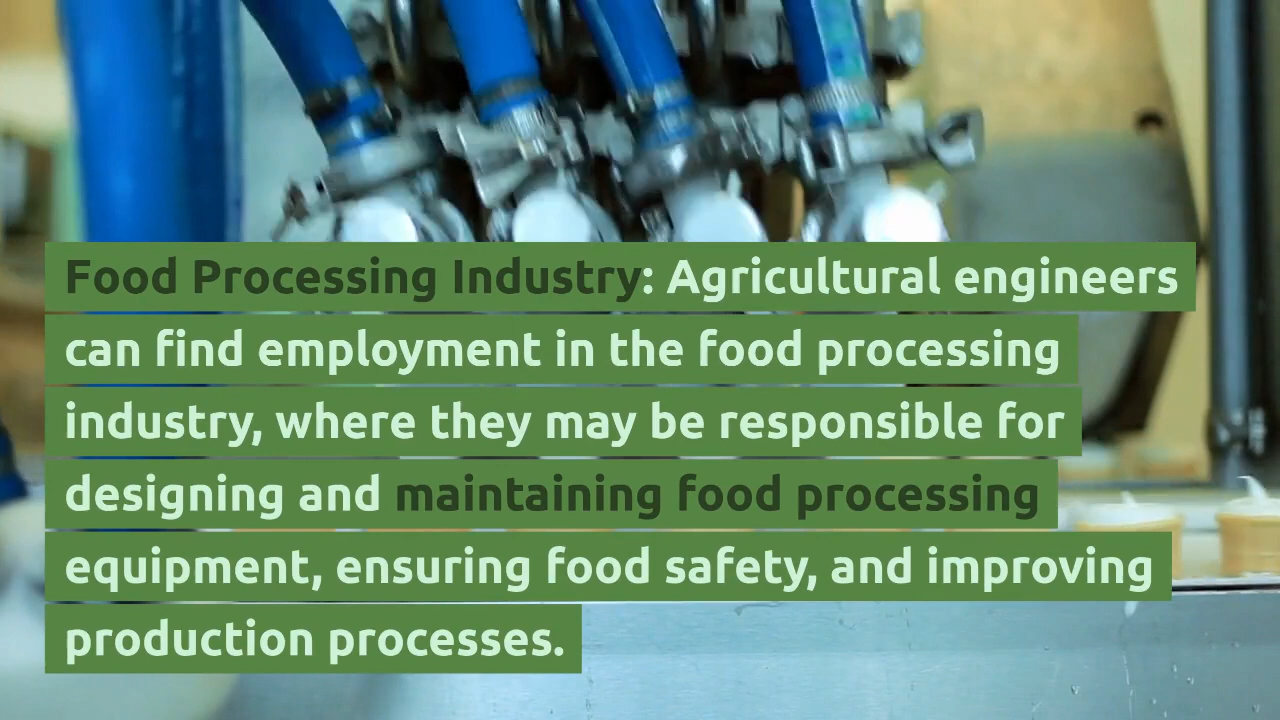 Food Processing Industry: Agricultural engineers
can find employment in the food processing
industry, where they may be responsible for
designing and maintaining food processing
equipment, ensuring food safety, and improving
production processes.